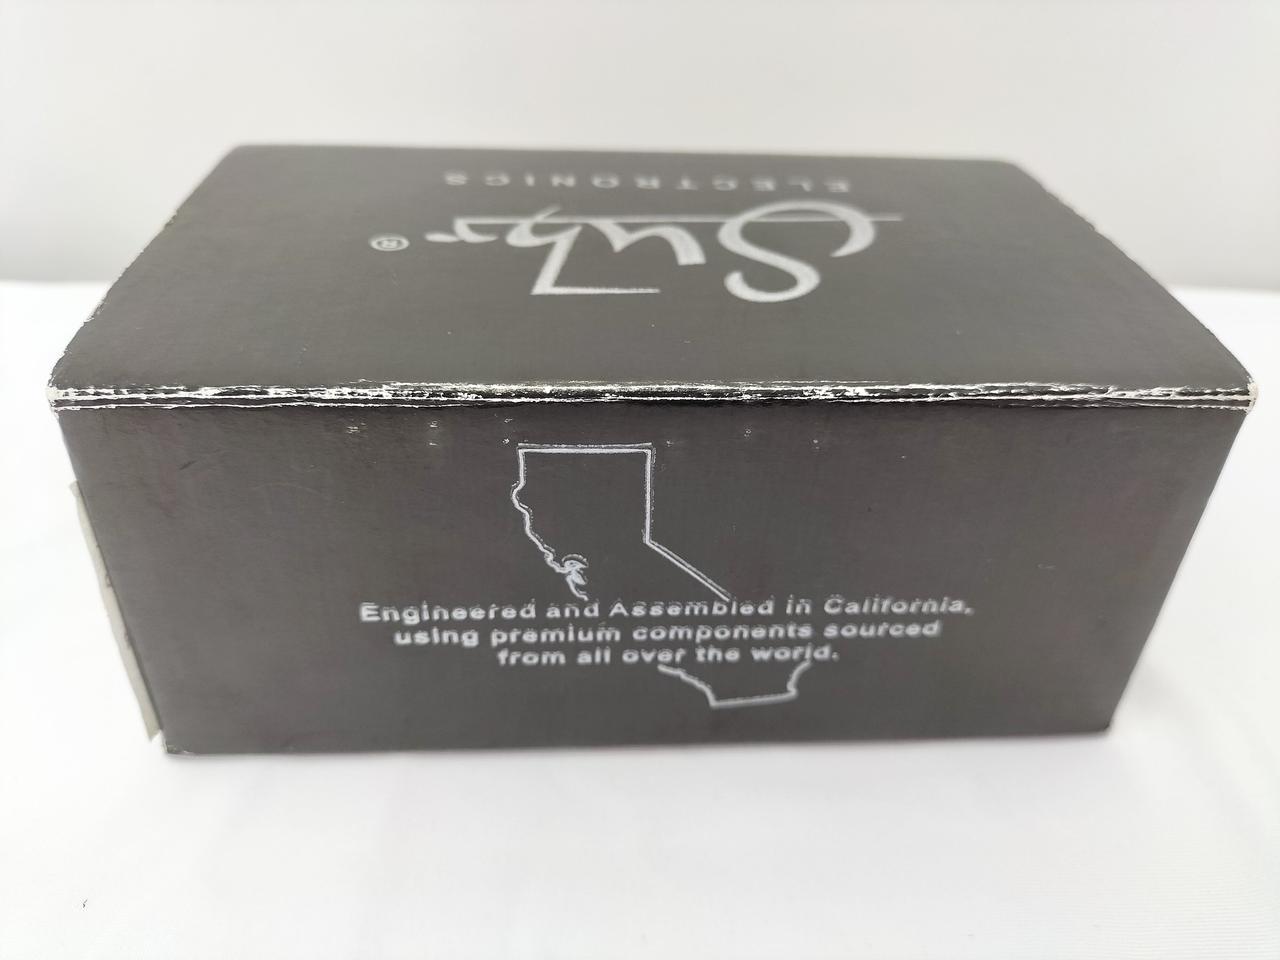 Suhr ®
ELECTRONICS
Engineered and Assembled in California,
using premium components sourced
from all over the world.